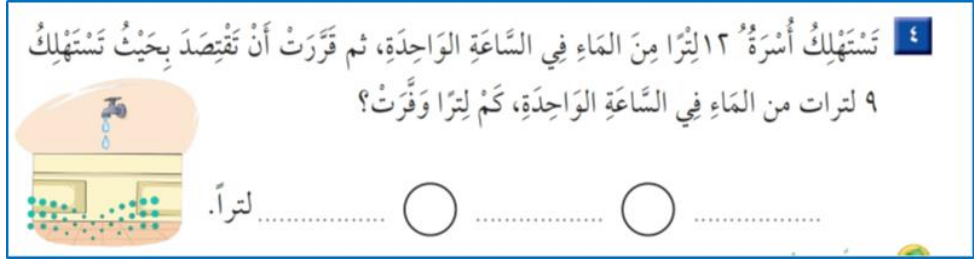 ٤ تَسْتَهْلِكُ أُسْرَةٌ ١٢ لِتْرًا مِنَ المَاءِ فِي السَّاعَةِ الوَاحِدَةِ، ثم قَرَّرَتْ أَنْ تَقْتَصِدَ بِحَيْثُ تَسْتَهْلِكُ
٩ لترات من المَاءِ فِي السَّاعَةِ الوَاحِدَةِ، كَمْ لِترًا وَفَّرَتْ؟
................ ◯ ................ ◯ ................ لتراً.